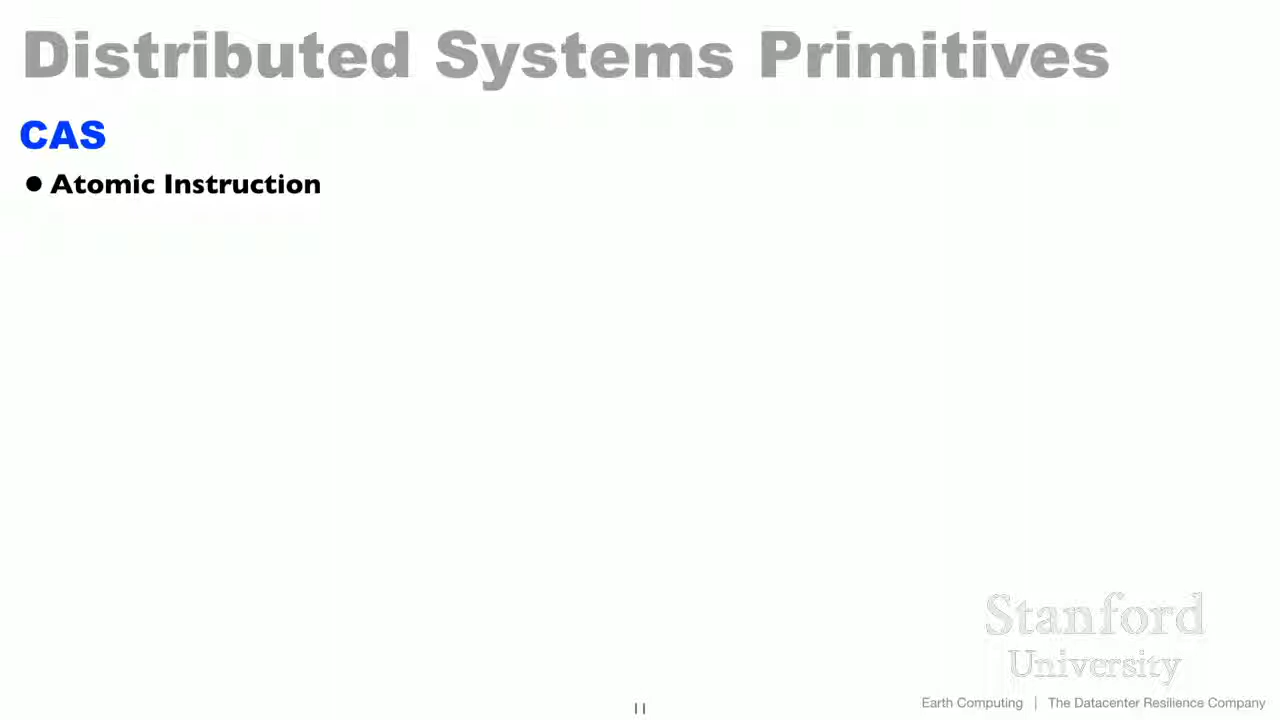 Distributed Systems Primitives
CAS
● Atomic Instruction
Stanford
University
11
Earth Computing | The Datacenter Resilience Company